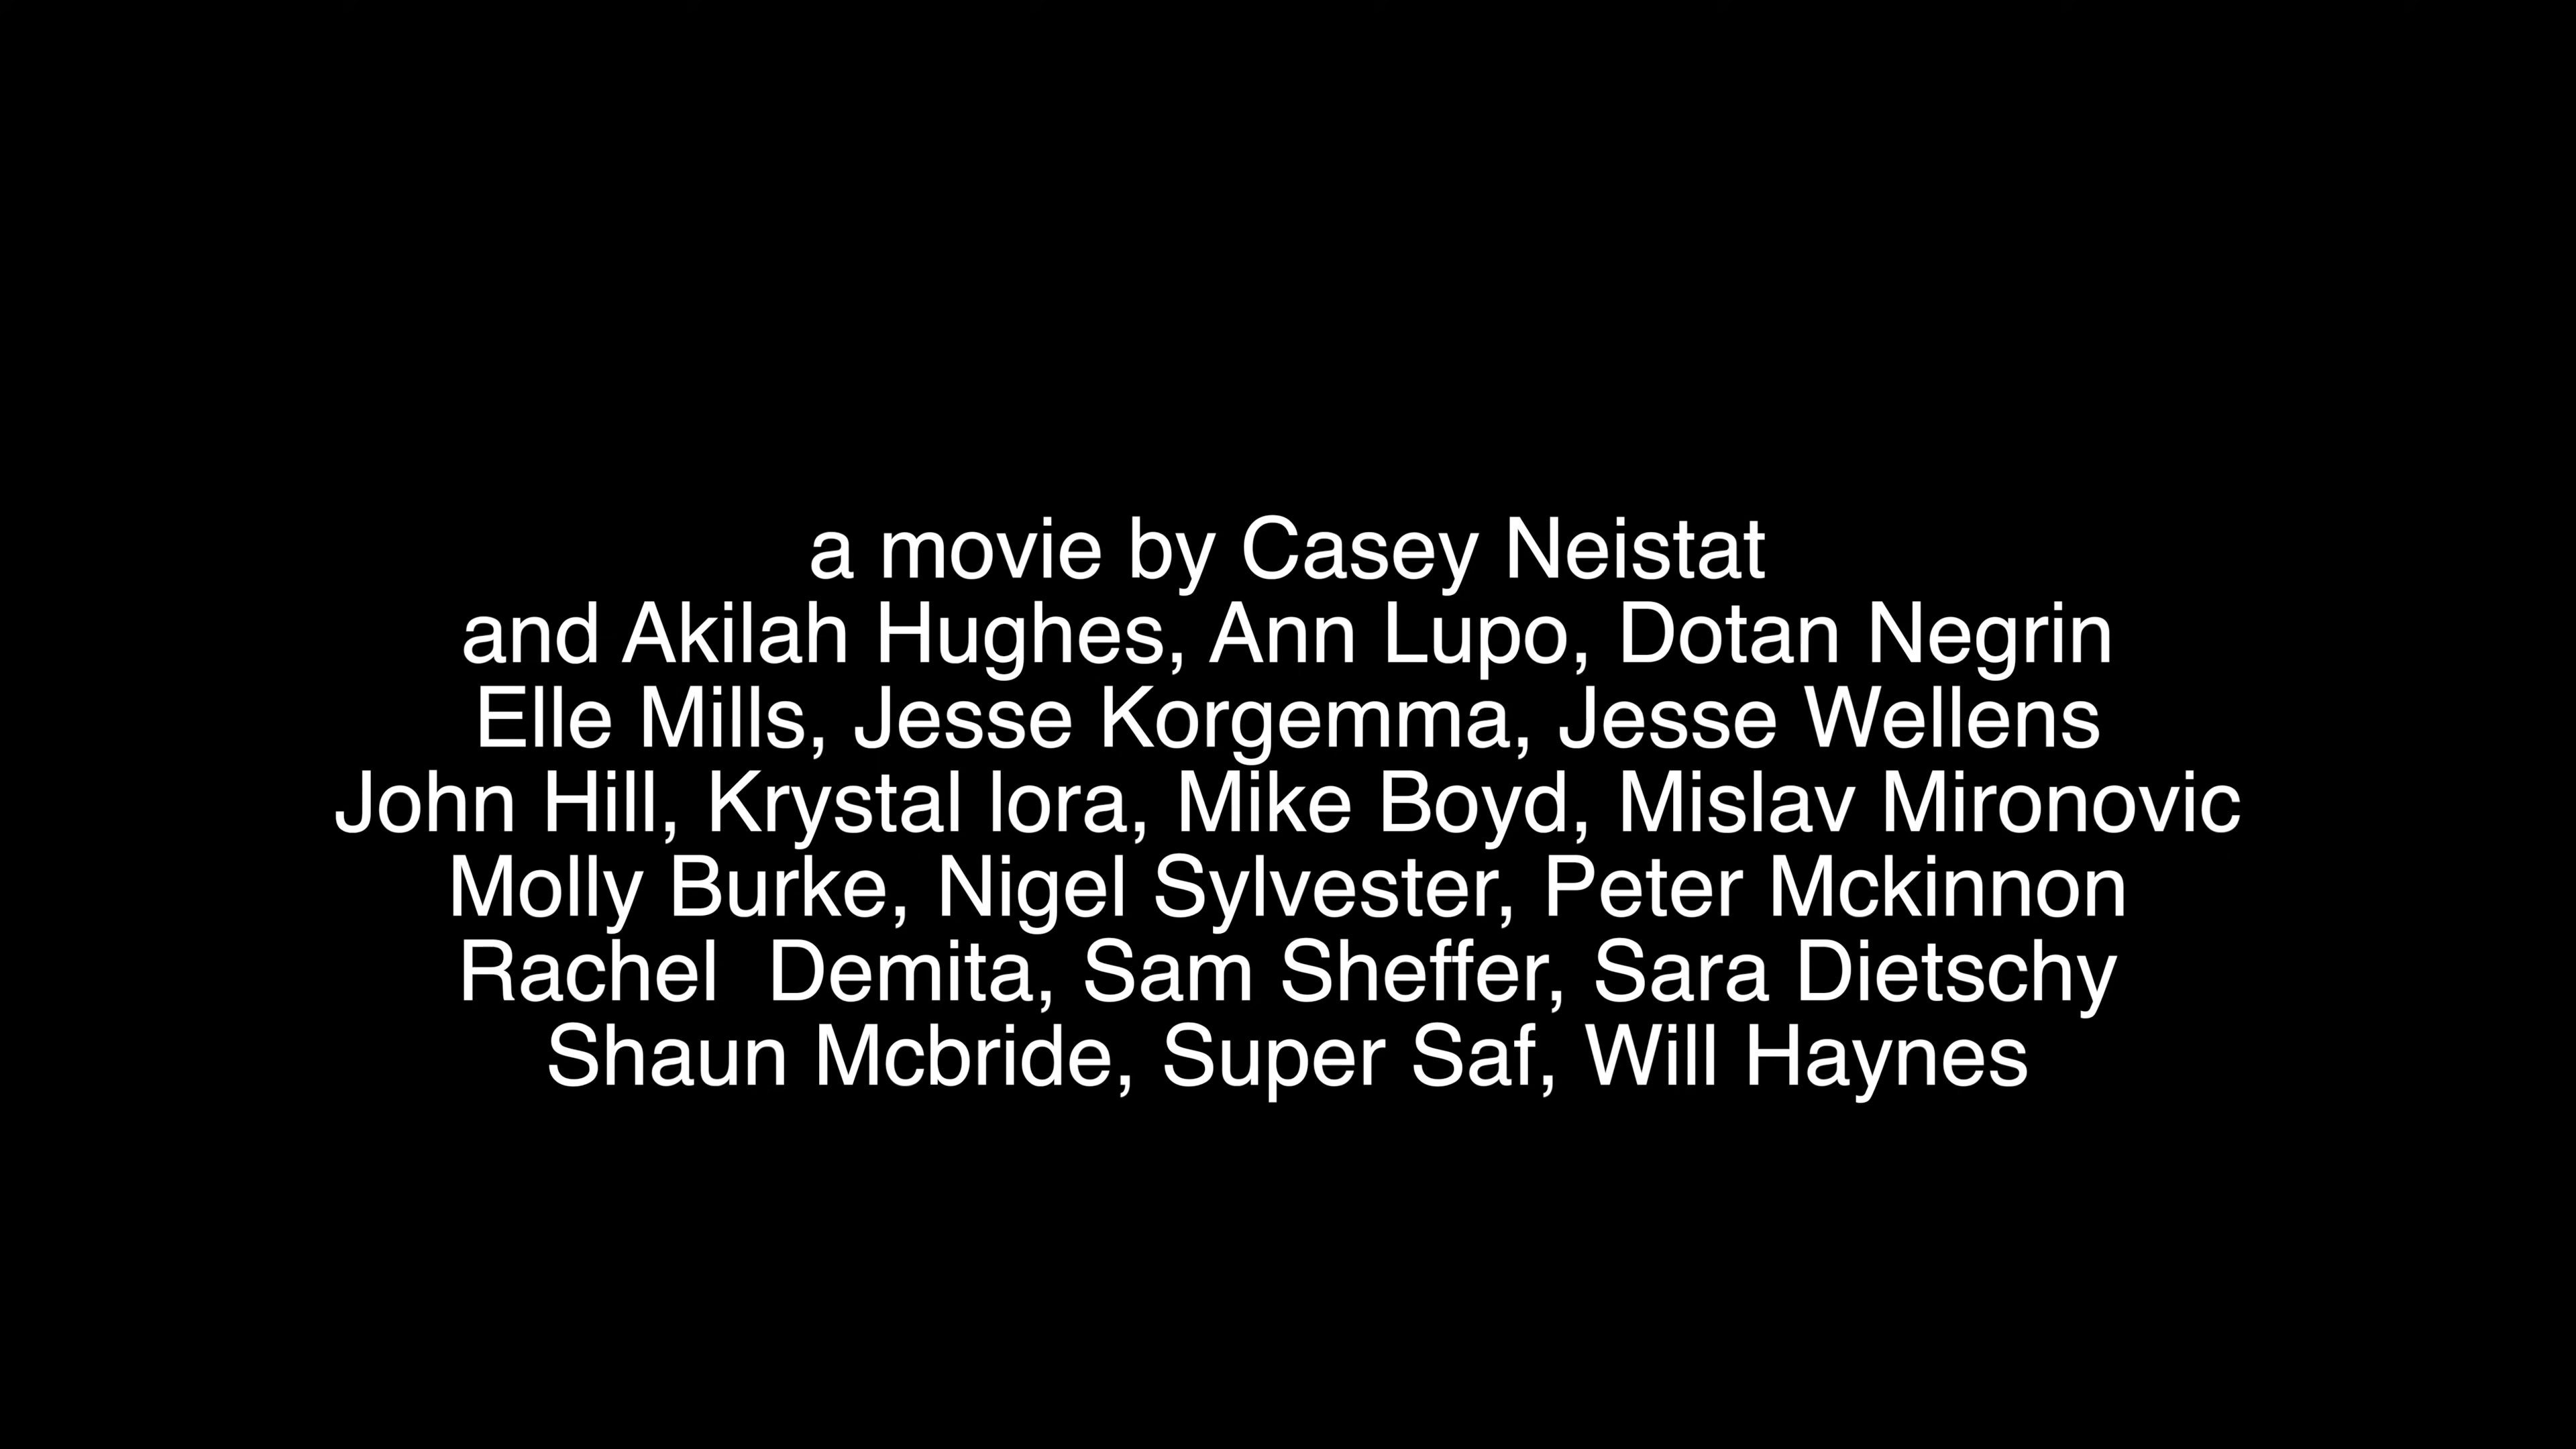 a movie by Casey Neistat
and Akilah Hughes, Ann Lupo, Dotan Negrin
Elle Mills, Jesse Korgemma, Jesse Wellens
John Hill, Krystal lora, Mike Boyd, Mislav Mironovic
Molly Burke, Nigel Sylvester, Peter Mckinnon
Rachel  Demita, Sam Sheffer, Sara Dietschy
Shaun Mcbride, Super Saf, Will Haynes